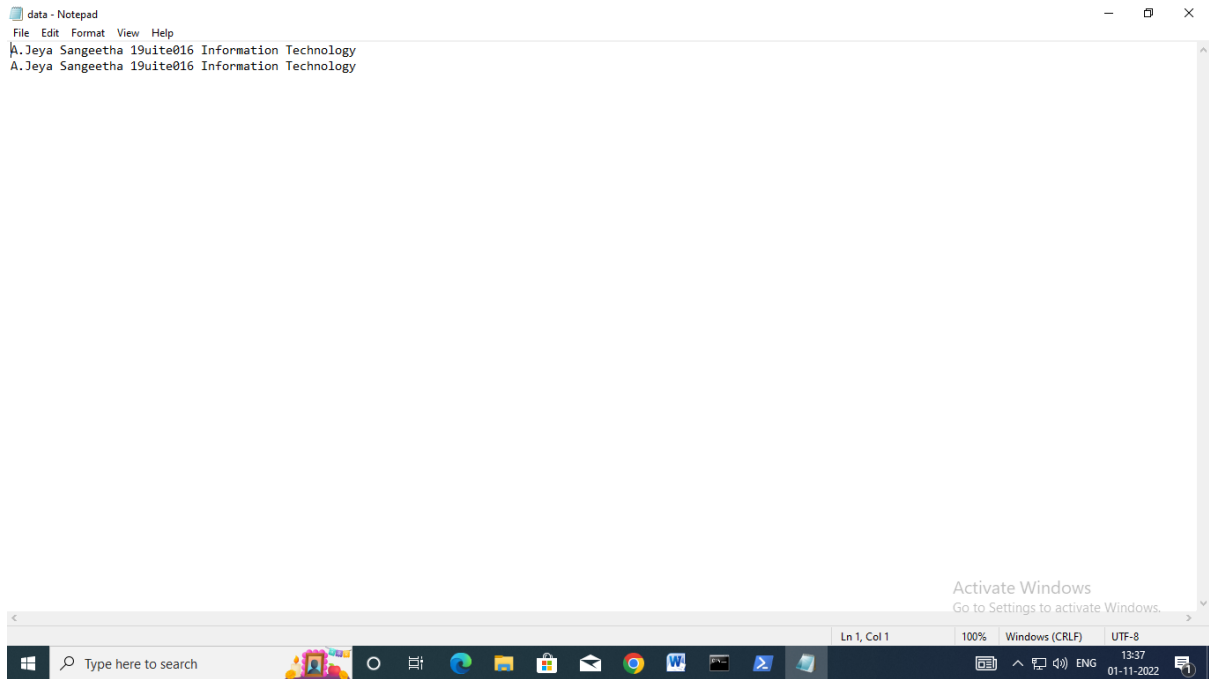 data - Notepad
File Edit Format View Help
A.Jeya Sangeetha 19uite016 Information Technology
A.Jeya Sangeetha 19uite016 Information Technology
Activate Windows
Go to Settings to activate Windows.
Ln 1, Col 1 100% Windows (CRLF) UTF-8
Type here to search
ENG
13:37
01-11-2022
1